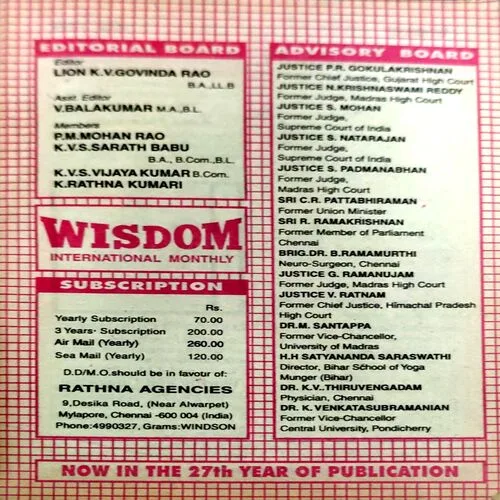 EDITORIAL BOARD
Editor
LION K.V.GOVINDA RAO
B.A., LL.B
Asst. Editor
V.BALAKUMAR M.A.,B.L.
Members
P.M.MOHAN RAO
K.V.S.SARATH BABU
B.A., B.Com.,B.L.
K.V.S.VIJAYA KUMAR B.Com.
K.RATHNA KUMARI
WISDOM
INTERNATIONAL MONTHLY
SUBSCRIPTION
Rs.
Yearly Subscription 70.00
3 Years· Subscription 200.00
Air Mail (Yearly) 260.00
Sea Mail (Yearly) 120.00
D.D/M.O.should be in favour of:
RATHNA AGENCIES
9,Desika Road, (Near Alwarpet)
Mylapore, Chennai -600 004 (India)
Phone:4990327, Grams:WINDSON
ADVISORY BOARD
JUSTICE P.R. GOKULAKRISHNAN
Former Chief Justice, Gujarat High Court
JUSTICE N.KRISHNASWAMI REDDY
Former Judge, Madras High Court
JUSTICE S. MOHAN
Former Judge,
Supreme Court of India
JUSTICE S. NATARAJAN
Former Judge,
Supreme Court of India
JUSTICE S. PADMANABHAN
Former Judge,
Madras High Court
SRI C.R. PATTABHIRAMAN
Former Union Minister
SRI R. RAMAKRISHNAN
Former Member of Parliament
Chennai
BRIG.DR. B.RAMAMURTHI
Neuro-Surgeon, Chennai
JUSTICE G. RAMANUJAM
Former Judge, Madras High Court
JUSTICE V. RATNAM
Former Chief Justice, Himachal Pradesh
High Court
DR.M. SANTAPPA
Former Vice-Chancellor,
University of Madras
H.H SATYANANDA SARASWATHI
Director, Bihar School of Yoga
Munger (Bihar)
DR. K.V..THIRUVENGADAM
Physician, Chennai
DR. K.VENKATASUBRAMANIAN
Former Vice-Chancellor
Central University, Pondicherry
NOW IN THE 27th YEAR OF PUBLICATION